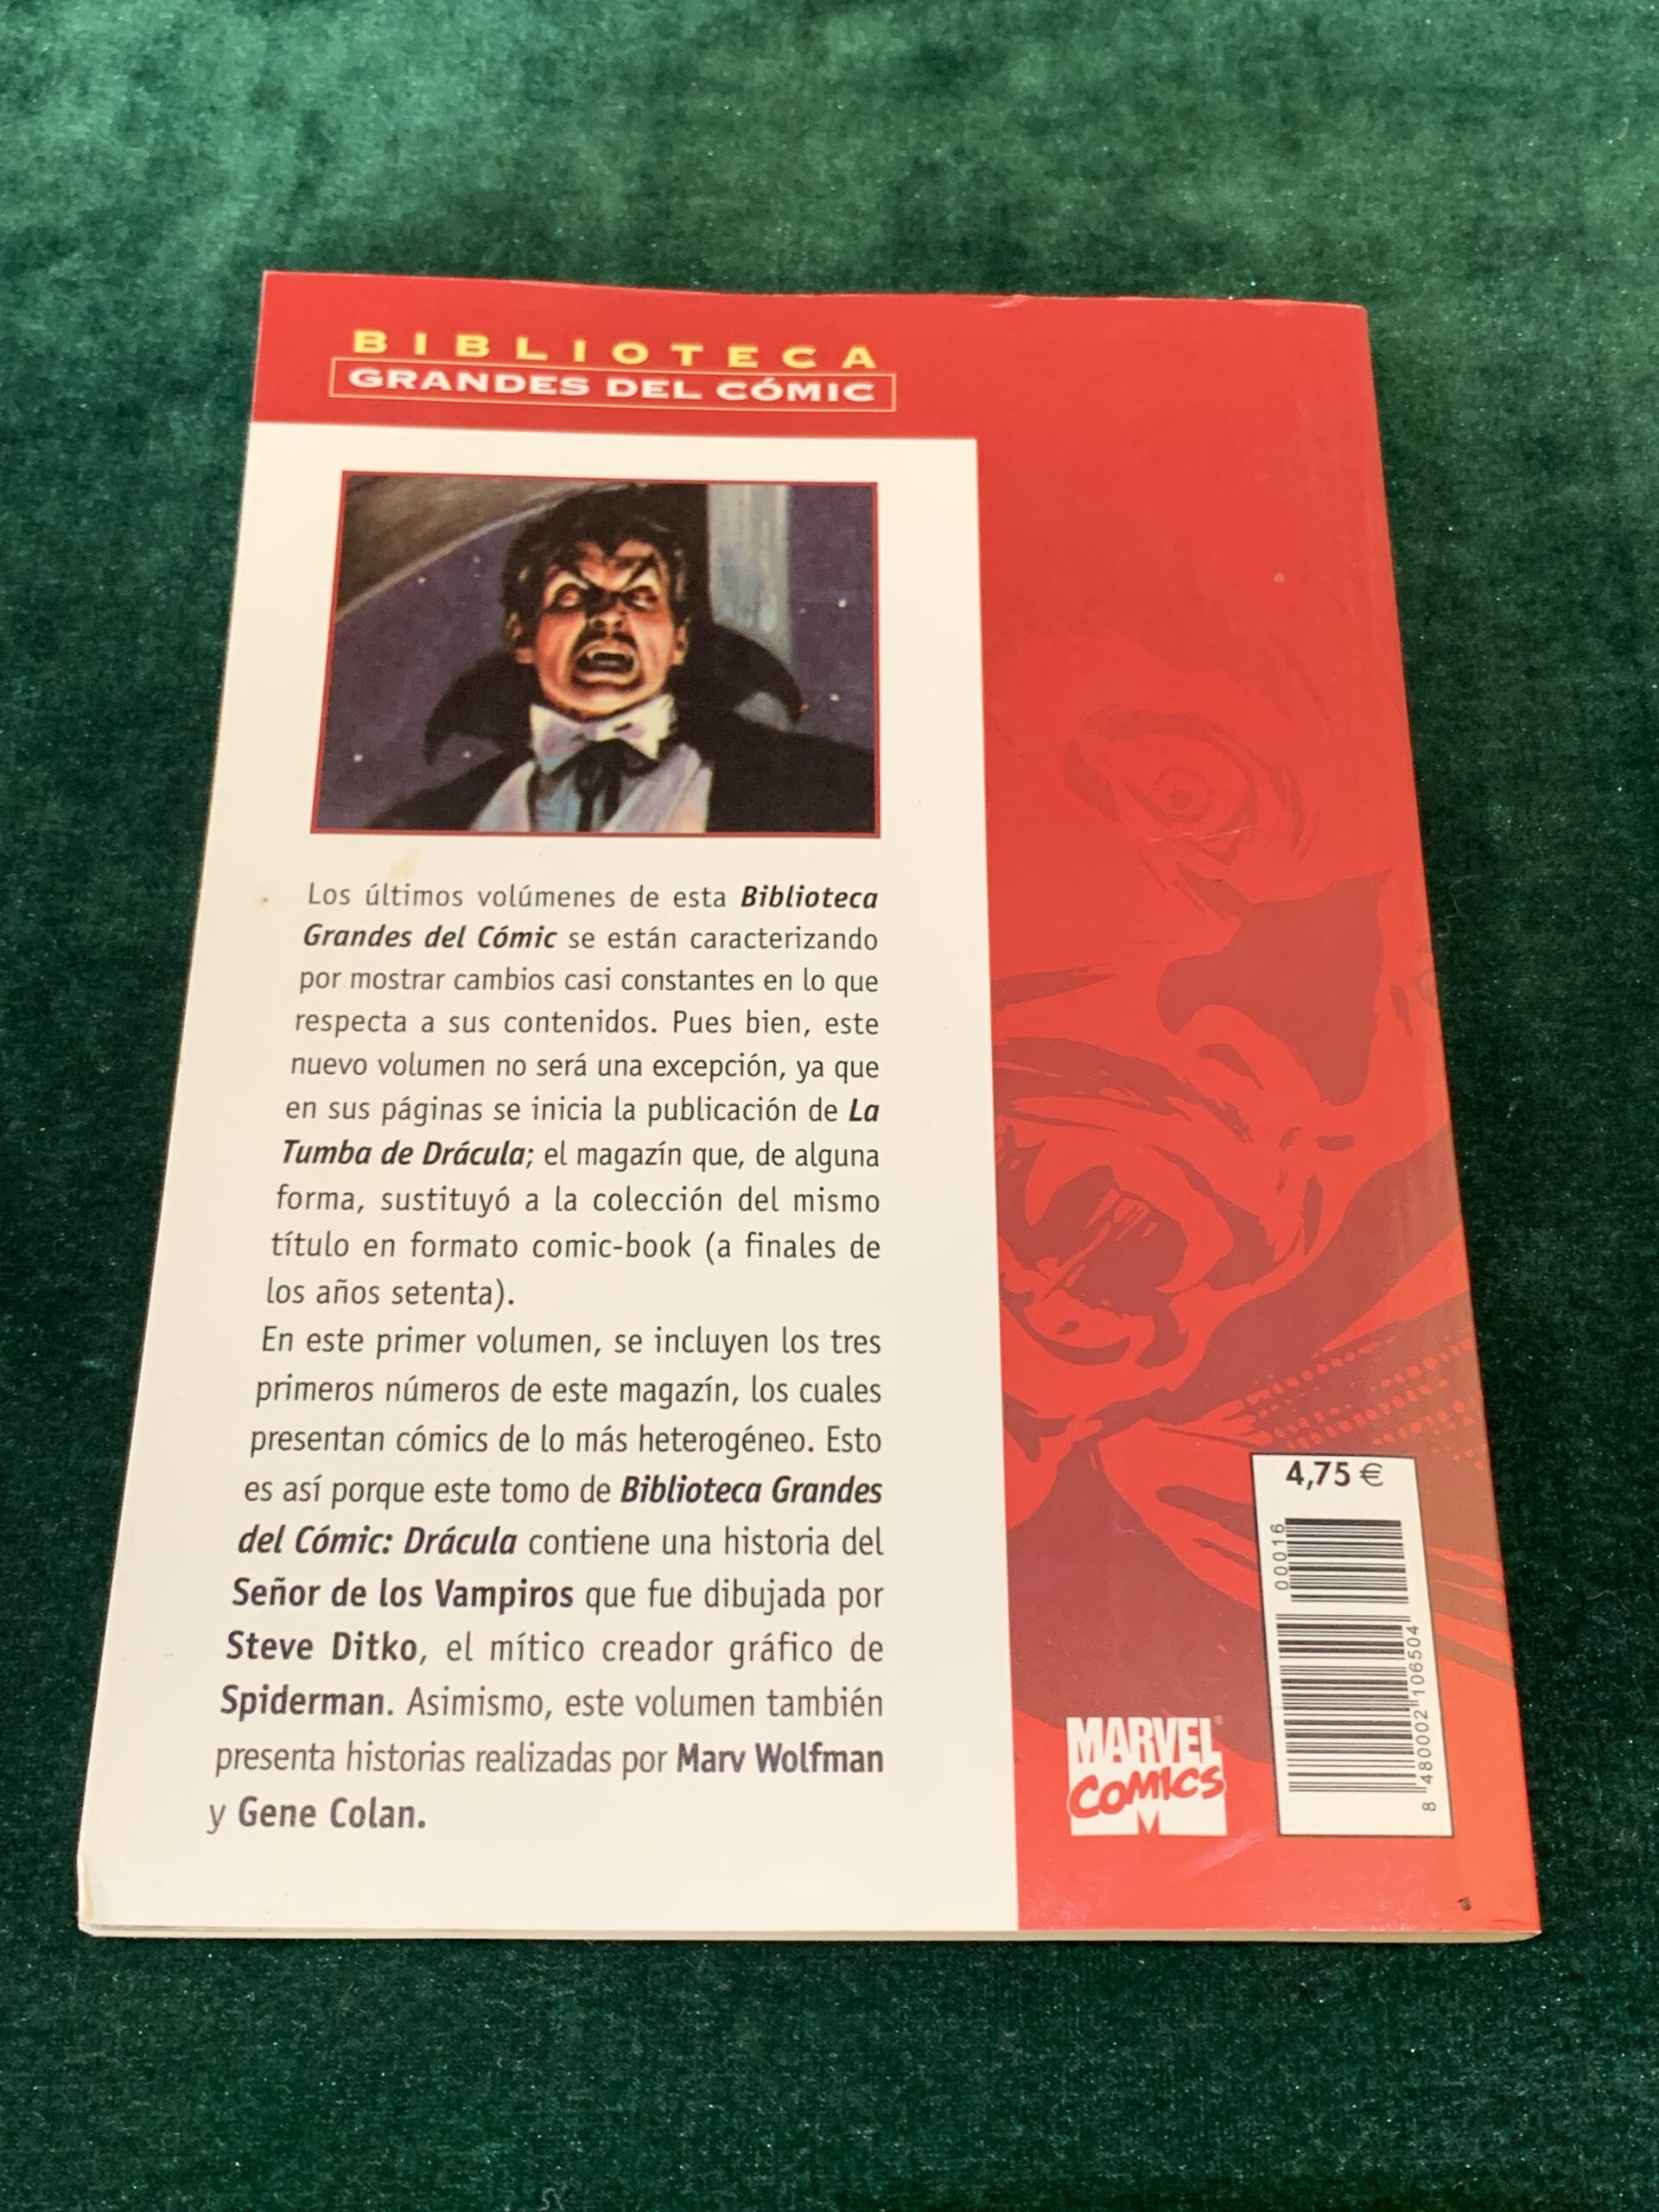 BIBLIOTECA
GRANDES DEL CÓMIC
Los últimos volúmenes de esta Biblioteca
Grandes del Cómic se están caracterizando
por mostrar cambios casi constantes en lo que
respecta a sus contenidos. Pues bien, este
nuevo volumen no será una excepción, ya que
en sus páginas se inicia la publicación de La
Tumba de Drácula; el magazín que, de alguna
forma, sustituyó a la colección del mismo
título en formato comic-book (a finales de
los años setenta).
En este primer volumen, se incluyen los tres
primeros números de este magazín, los cuales
presentan cómics de lo más heterogéneo. Esto
es así porque este tomo de Biblioteca Grandes
del Cómic: Drácula contiene una historia del
Señor de los Vampiros que fue dibujada por
Steve Ditko, el mítico creador gráfico de
Spiderman. Asimismo, este volumen también
presenta historias realizadas por Marv Wolfman
y Gene Colan.
4,75 €
00016
8 480002 106504
MARVEL®
COMICS